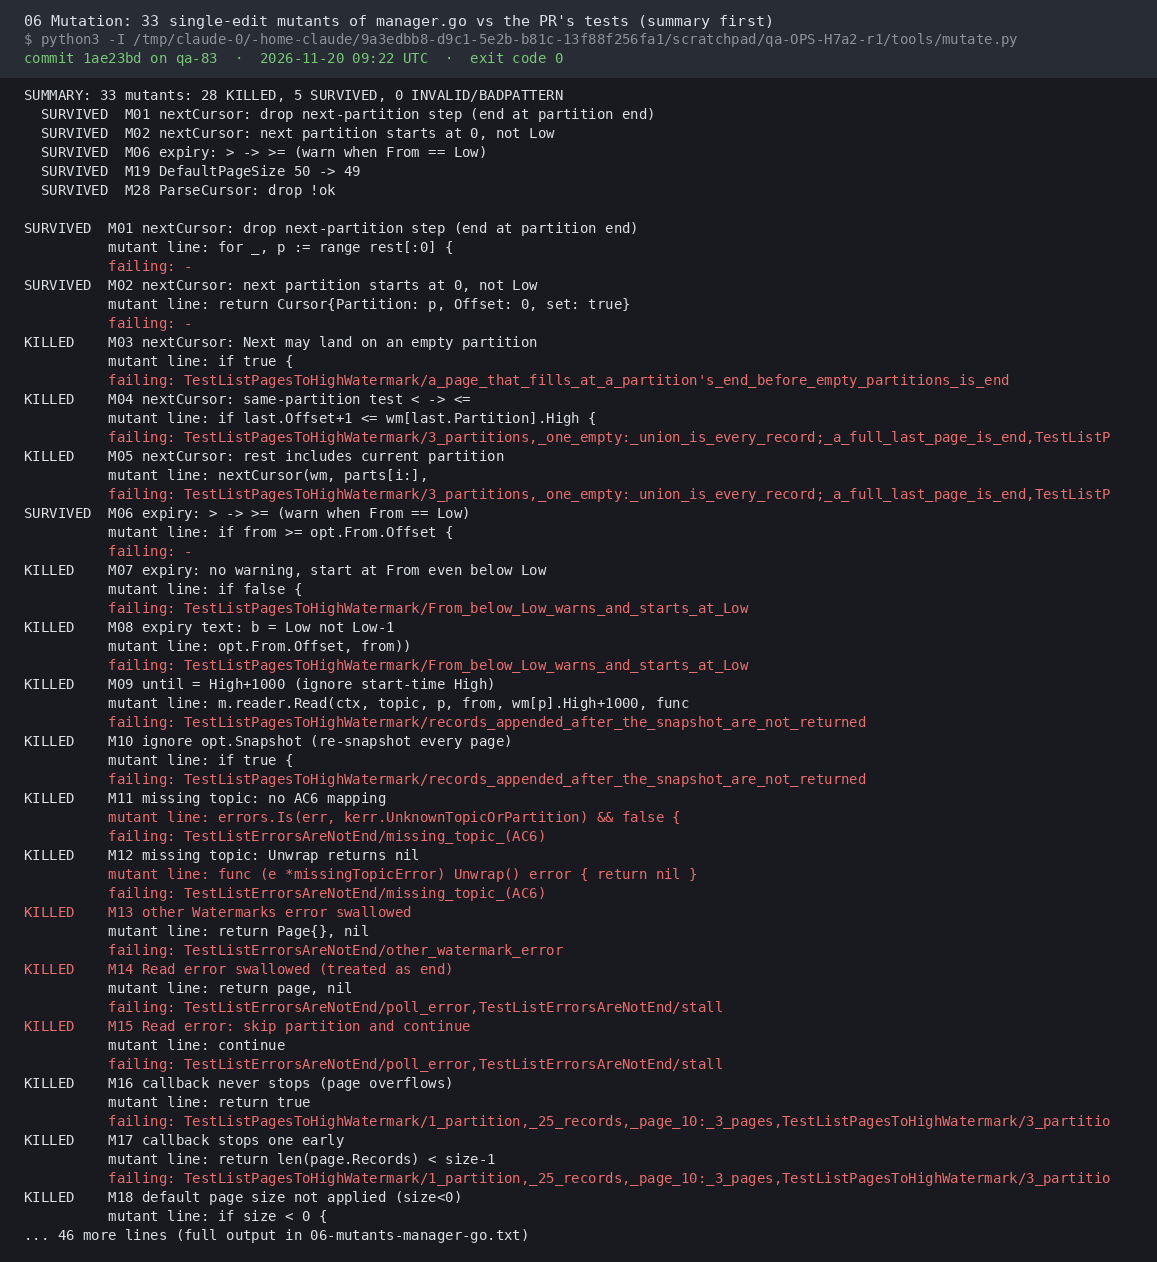 06 Mutation: 33 single-edit mutants of manager.go vs the PR's tests (summary first)
$ python3 -I /tmp/claude-0/-home-claude/9a3edbb8-d9c1-5e2b-b81c-13f88f256fa1/scratchpad/qa-OPS-H7a2-r1/tools/mutate.py
commit 1ae23bd on qa-83  ·  2026-11-20 09:22 UTC  ·  exit code 0
SUMMARY: 33 mutants: 28 KILLED, 5 SURVIVED, 0 INVALID/BADPATTERN
  SURVIVED  M01 nextCursor: drop next-partition step (end at partition end)
  SURVIVED  M02 nextCursor: next partition starts at 0, not Low
  SURVIVED  M06 expiry: > -> >= (warn when From == Low)
  SURVIVED  M19 DefaultPageSize 50 -> 49
  SURVIVED  M28 ParseCursor: drop !ok
SURVIVED  M01 nextCursor: drop next-partition step (end at partition end)
          mutant line: for _, p := range rest[:0] {
          failing: -
SURVIVED  M02 nextCursor: next partition starts at 0, not Low
          mutant line: return Cursor{Partition: p, Offset: 0, set: true}
          failing: -
KILLED    M03 nextCursor: Next may land on an empty partition
          mutant line: if true {
          failing: TestListPagesToHighWatermark/a_page_that_fills_at_a_partition's_end_before_empty_partitions_is_end
KILLED    M04 nextCursor: same-partition test < -> <=
          mutant line: if last.Offset+1 <= wm[last.Partition].High {
          failing: TestListPagesToHighWatermark/3_partitions,_one_empty:_union_is_every_record;_a_full_last_page_is_end,TestListP
KILLED    M05 nextCursor: rest includes current partition
          mutant line: nextCursor(wm, parts[i:],
          failing: TestListPagesToHighWatermark/3_partitions,_one_empty:_union_is_every_record;_a_full_last_page_is_end,TestListP
SURVIVED  M06 expiry: > -> >= (warn when From == Low)
          mutant line: if from >= opt.From.Offset {
          failing: -
KILLED    M07 expiry: no warning, start at From even below Low
          mutant line: if false {
          failing: TestListPagesToHighWatermark/From_below_Low_warns_and_starts_at_Low
KILLED    M08 expiry text: b = Low not Low-1
          mutant line: opt.From.Offset, from))
          failing: TestListPagesToHighWatermark/From_below_Low_warns_and_starts_at_Low
KILLED    M09 until = High+1000 (ignore start-time High)
          mutant line: m.reader.Read(ctx, topic, p, from, wm[p].High+1000, func
          failing: TestListPagesToHighWatermark/records_appended_after_the_snapshot_are_not_returned
KILLED    M10 ignore opt.Snapshot (re-snapshot every page)
          mutant line: if true {
          failing: TestListPagesToHighWatermark/records_appended_after_the_snapshot_are_not_returned
KILLED    M11 missing topic: no AC6 mapping
          mutant line: errors.Is(err, kerr.UnknownTopicOrPartition) && false {
          failing: TestListErrorsAreNotEnd/missing_topic_(AC6)
KILLED    M12 missing topic: Unwrap returns nil
          mutant line: func (e *missingTopicError) Unwrap() error { return nil }
          failing: TestListErrorsAreNotEnd/missing_topic_(AC6)
KILLED    M13 other Watermarks error swallowed
          mutant line: return Page{}, nil
          failing: TestListErrorsAreNotEnd/other_watermark_error
KILLED    M14 Read error swallowed (treated as end)
          mutant line: return page, nil
          failing: TestListErrorsAreNotEnd/poll_error,TestListErrorsAreNotEnd/stall
KILLED    M15 Read error: skip partition and continue
          mutant line: continue
          failing: TestListErrorsAreNotEnd/poll_error,TestListErrorsAreNotEnd/stall
KILLED    M16 callback never stops (page overflows)
          mutant line: return true
          failing: TestListPagesToHighWatermark/1_partition,_25_records,_page_10:_3_pages,TestListPagesToHighWatermark/3_partitio
KILLED    M17 callback stops one early
          mutant line: return len(page.Records) < size-1
          failing: TestListPagesToHighWatermark/1_partition,_25_records,_page_10:_3_pages,TestListPagesToHighWatermark/3_partitio
KILLED    M18 default page size not applied (size<0)
          mutant line: if size < 0 {
... 46 more lines (full output in 06-mutants-manager-go.txt)